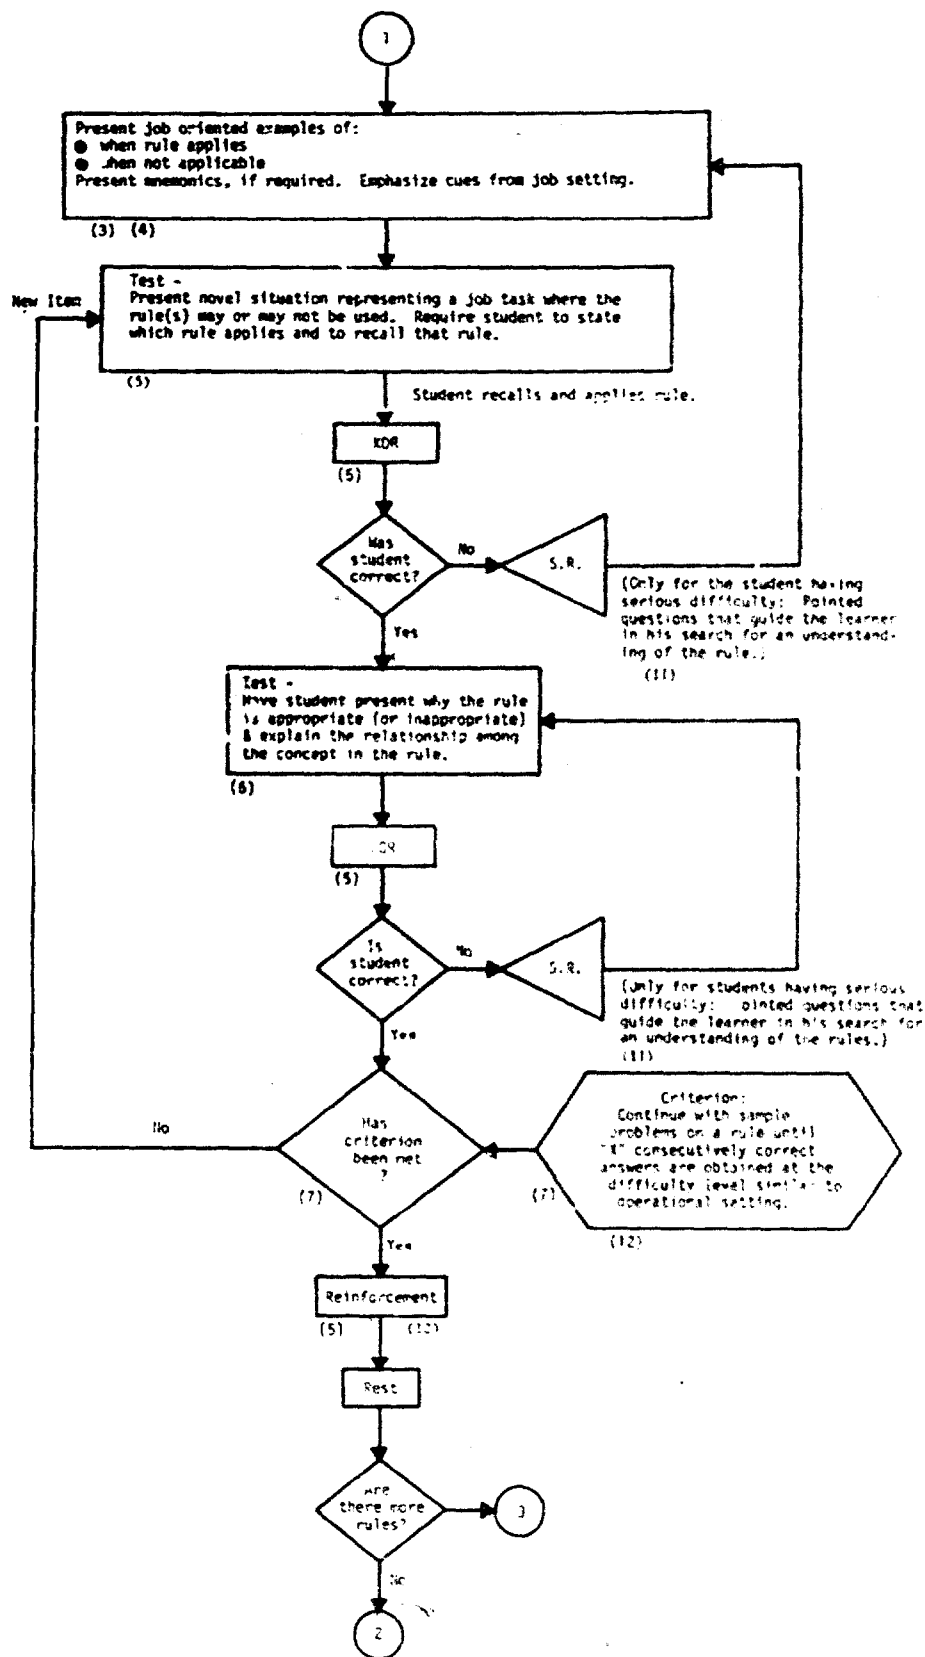 1
Present job oriented examples of:
● when rule applies
● when not applicable
Present mnemonics, if required. Emphasize cues from job setting.
(3) (4)
New Item
Test -
Present novel situation representing a job task where the
rule(s) may or may not be used. Require student to state
which rule applies and to recall that rule.
(5)
Student recalls and applies rule.
KOR
(5)
Was
student
correct?
No
S.R.
(Only for the student having
serious difficulty: Pointed
questions that guide the learner
in his search for an understand-
ing of the rule.)
(11)
Yes
Test -
Have student present why the rule
is appropriate (or inappropriate)
& explain the relationship among
the concept in the rule.
(6)
OR
(5)
Is
student
correct?
No
S.R.
(Only for students having serious
difficulty: ointed questions that
guide the learner in his search for
an understanding of the rules.)
(11)
Yes
Has
criterion
been met
?
(7)
No
Criterion:
Continue with sample
problems on a rule until
"X" consecutively correct
answers are obtained at the
difficulty level similar to
operational setting.
(7)
(12)
Yes
Reinforcement
(5)
Rest
Are
there more
rules?
3
No
2